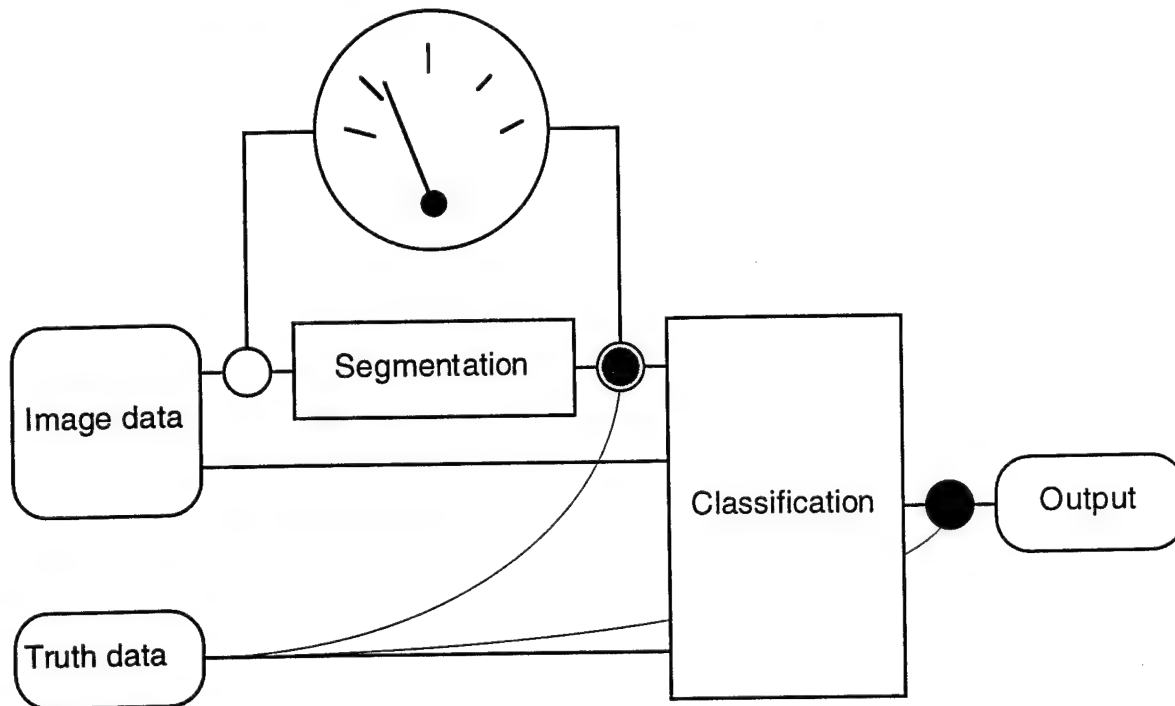 Segmentation
Image data
Classification
Output
Truth data